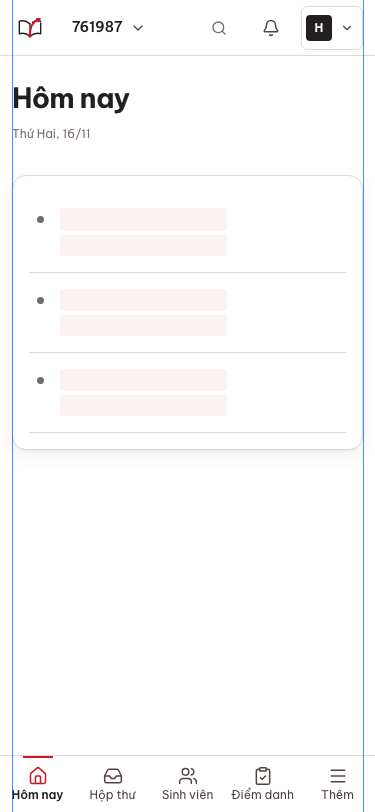 761987
H
Hôm nay
Thứ Hai, 16/11
Hôm nay
Hộp thư
Sinh viên
Điểm danh
Thêm